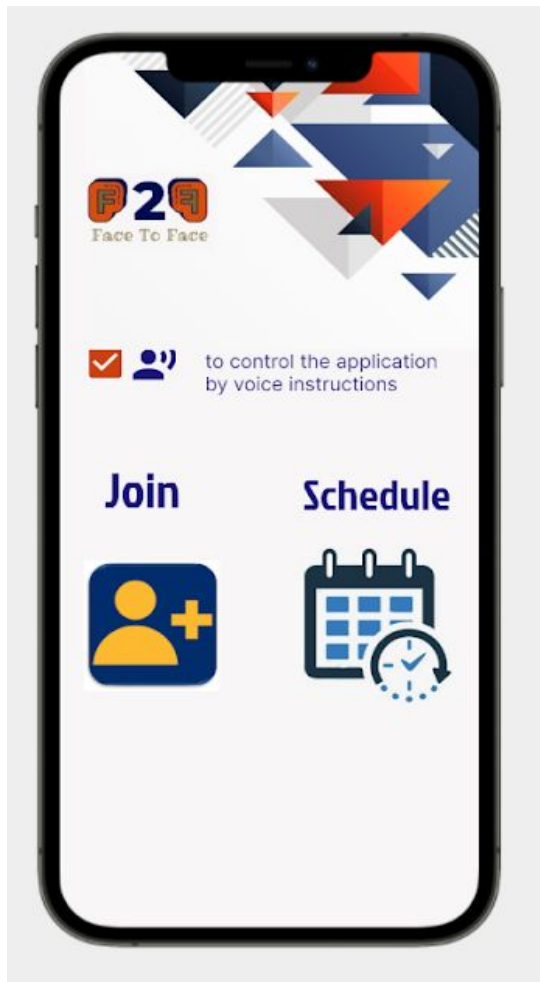 F2F
Face To Face
to control the application
by voice instructions
Join
Schedule